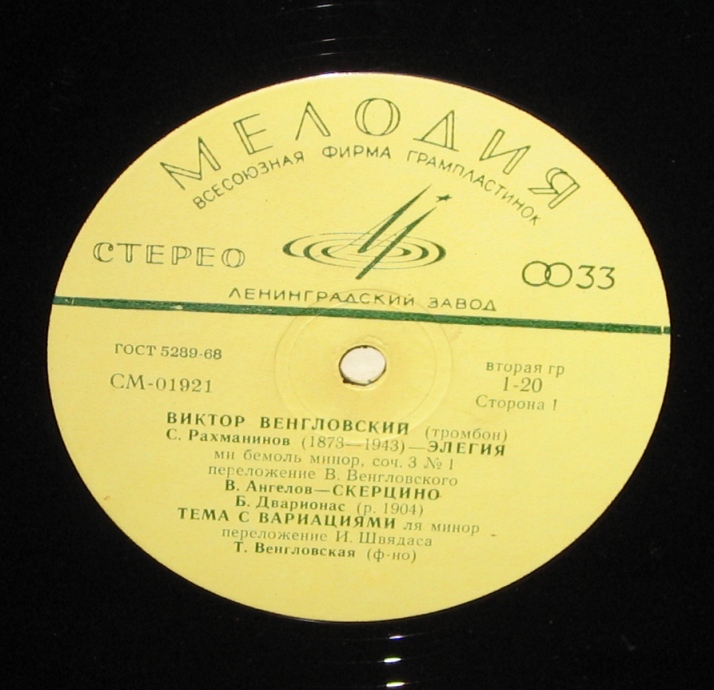 МЕЛОДИЯ
ВСЕСОЮЗНАЯ ФИРМА ГРАМПЛАСТИНОК
СТЕРЕО
33
ЛЕНИНГРАДСКИЙ ЗАВОД
ГОСТ 5289-68
вторая гр
СМ-01921
1-20
Сторона 1
ВИКТОР ВЕНГЛОВСКИЙ (тромбон)
С. Рахманинов (1873—1943)—ЭЛЕГИЯ
ми бемоль минор, соч. 3 № 1
переложение В. Венгловского
В. Ангелов—СКЕРЦИНО
Б. Дварионас (р. 1904)
ТЕМА С ВАРИАЦИЯМИ ля минор
переложение И. Швядаса
Т. Венгловская (ф-но)